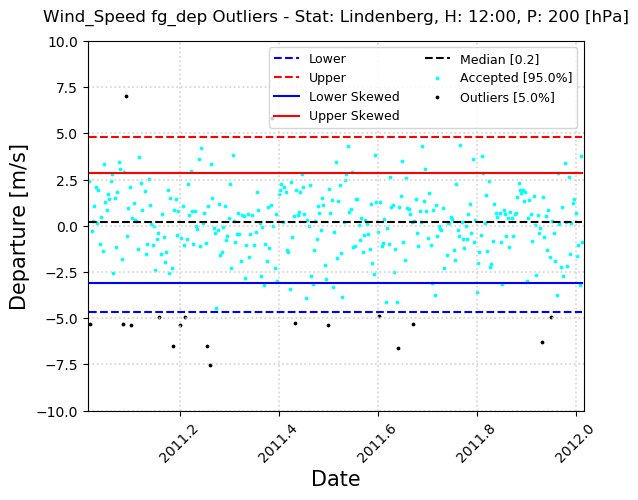 Wind_Speed fg_dep Outliers - Stat: Lindenberg, H: 12:00, P: 200 [hPa]
10.0
7.5
5.0
2.5
0.0
−2.5
−5.0
−7.5
−10.0
Departure [m/s]
Lower
Upper
Lower Skewed
Upper Skewed
Median [0.2]
Accepted [95.0%]
Outliers [5.0%]
2011.2
2011.4
2011.6
2011.8
2012.0
Date